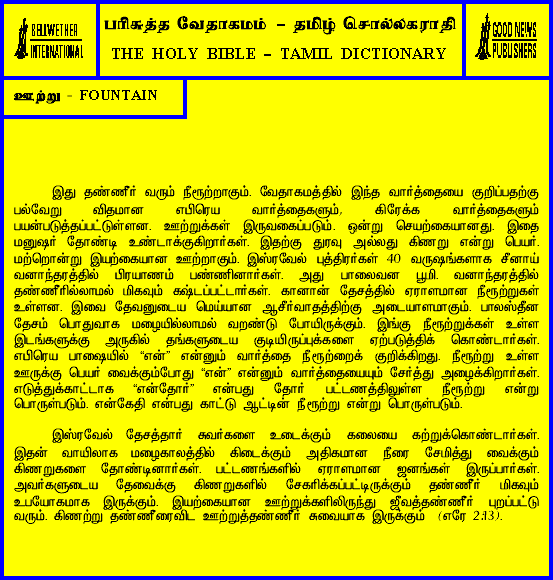 BELLWETHER
INTERNATIONAL
பரிசுத்த வேதாகமம் - தமிழ் சொல்லகராதி
THE HOLY BIBLE - TAMIL DICTIONARY
GOOD NEWS
PUBLISHERS
ஊற்று - FOUNTAIN
இது தண்ணீர் வரும் நீரூற்றாகும். வேதாகமத்தில் இந்த வார்த்தையை குறிப்பதற்கு
பல்வேறு விதமான எபிரெய வார்த்தைகளும், கிரேக்க வார்த்தைகளும்
பயன்படுத்தப்பட்டுள்ளன. ஊற்றுக்கள் இருவகைப்படும். ஒன்று செயற்கையானது. இதை
மனுஷர் தோண்டி உண்டாக்குகிறார்கள். இதற்கு துரவு அல்லது கிணறு என்று பெயர்.
மற்றொன்று இயற்கையான ஊற்றாகும். இஸ்ரவேல் புத்திரர்கள் 40 வருஷங்களாக சீனாய்
வனாந்தரத்தில் பிரயாணம் பண்ணினார்கள். அது பாலைவன பூமி. வனாந்தரத்தில்
தண்ணீரில்லாமல் மிகவும் கஷ்டப்பட்டார்கள். கானான் தேசத்தில் ஏராளமான நீரூற்றுகள்
உள்ளன. இவை தேவனுடைய மெய்யான ஆசீர்வாதத்திற்கு அடையாளமாகும். பாலஸ்தீன
தேசம் பொதுவாக மழையில்லாமல் வறண்டு போயிருக்கும். இங்கு நீரூற்றுக்கள் உள்ள
இடங்களுக்கு அருகில் தங்களுடைய குடியிருப்புக்களை ஏற்படுத்திக் கொண்டார்கள்.
எபிரெய பாஷையில் “என்” என்னும் வார்த்தை நீரூற்றைக் குறிக்கிறது. நீரூற்று உள்ள
ஊருக்கு பெயர் வைக்கும்போது “என்” என்னும் வார்த்தையையும் சேர்த்து அழைக்கிறார்கள்.
எடுத்துக்காட்டாக “என்தோர்” என்பது தோர் பட்டணத்திலுள்ள நீரூற்று என்று
பொருள்படும். என்கேதி என்பது காட்டு ஆட்டின் நீரூற்று என்று பொருள்படும்.
இஸ்ரவேல் தேசத்தார் சுவர்களை உடைக்கும் கலையை கற்றுக்கொண்டார்கள்.
இதன் வாயிலாக மழைகாலத்தில் கிடைக்கும் அதிகமான நீரை சேமித்து வைக்கும்
கிணறுகளை தோண்டினார்கள். பட்டணங்களில் ஏராளமான ஜனங்கள் இருப்பார்கள்.
அவர்களுடைய தேவைக்கு கிணறுகளில் சேகரிக்கப்பட்டிருக்கும் தண்ணீர் மிகவும்
உபயோகமாக இருக்கும். இயற்கையான ஊற்றுக்களிலிருந்து ஜீவத்தண்ணீர் புறப்பட்டு
வரும். கிணற்று தண்ணீரைவிட ஊற்றுத்தண்ணீர் சுவையாக இருக்கும் (எரே 2:13).